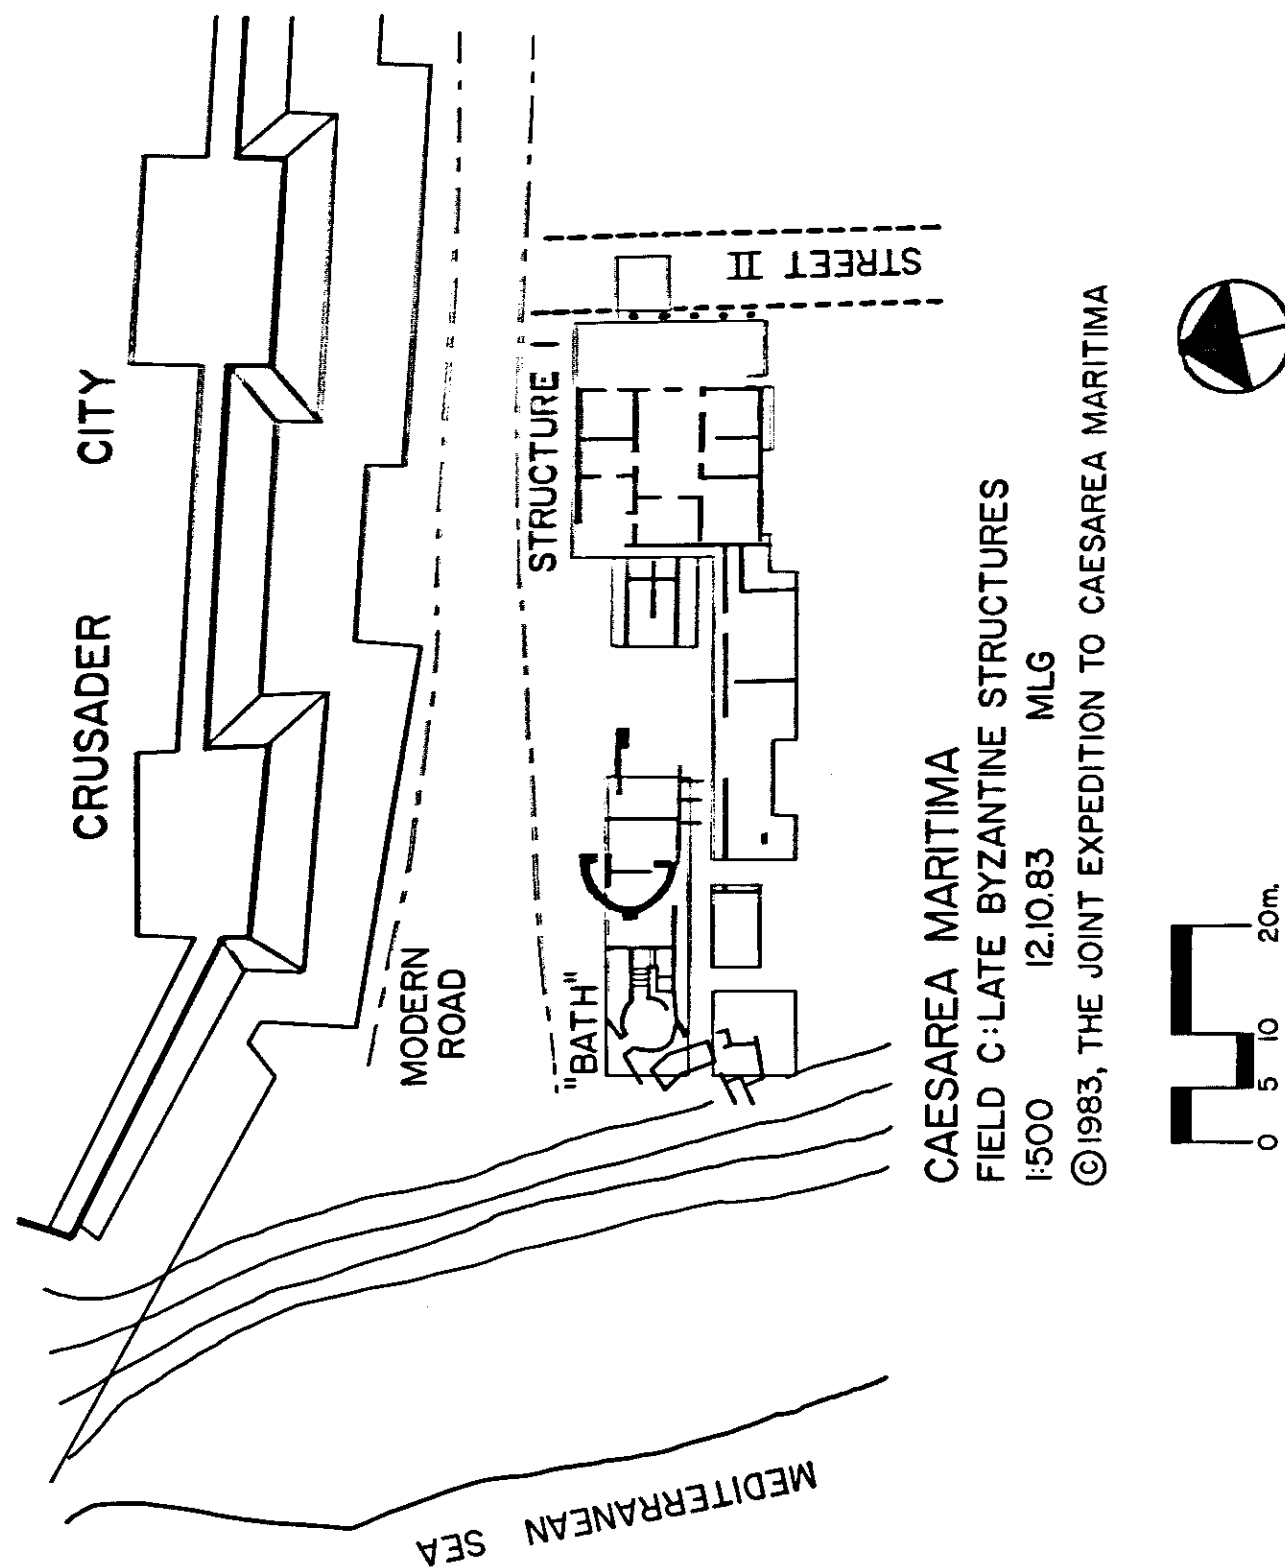 CRUSADER CITY
MODERN
ROAD
STRUCTURE I
"BATH"
STREET II
MEDITERRANEAN SEA
CAESAREA MARITIMA
FIELD C: LATE BYZANTINE STRUCTURES
1:500 12.10.83 MLG
©1983, THE JOINT EXPEDITION TO CAESAREA MARITIMA
0 5 10 20m.